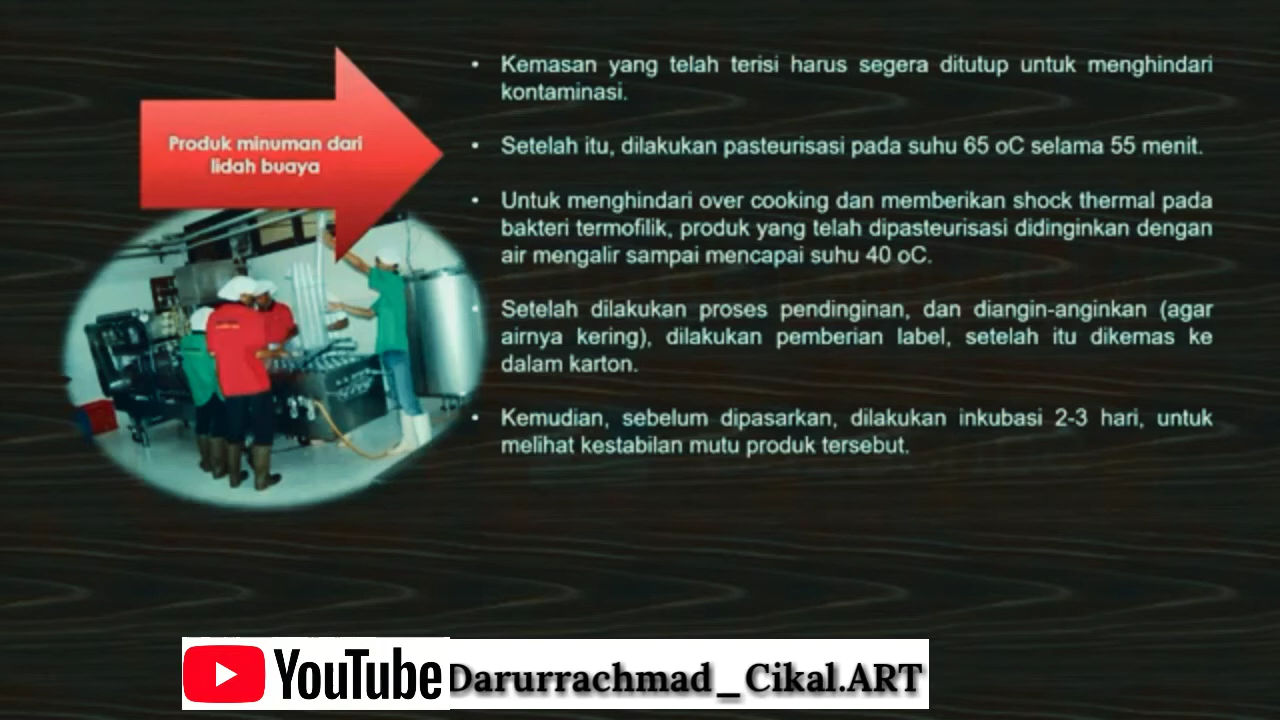 Produk minuman dari
lidah buaya
• Kemasan yang telah terisi harus segera ditutup untuk menghindari
kontaminasi.
• Setelah itu, dilakukan pasteurisasi pada suhu 65 oC selama 55 menit.
• Untuk menghindari over cooking dan memberikan shock thermal pada
bakteri termofilik, produk yang telah dipasteurisasi didinginkan dengan
air mengalir sampai mencapai suhu 40 oC.
• Setelah dilakukan proses pendinginan, dan diangin-anginkan (agar
airnya kering), dilakukan pemberian label, setelah itu dikemas ke
dalam karton.
• Kemudian, sebelum dipasarkan, dilakukan inkubasi 2-3 hari, untuk
melihat kestabilan mutu produk tersebut.
YouTube Darurrachmad_Cikal.ART